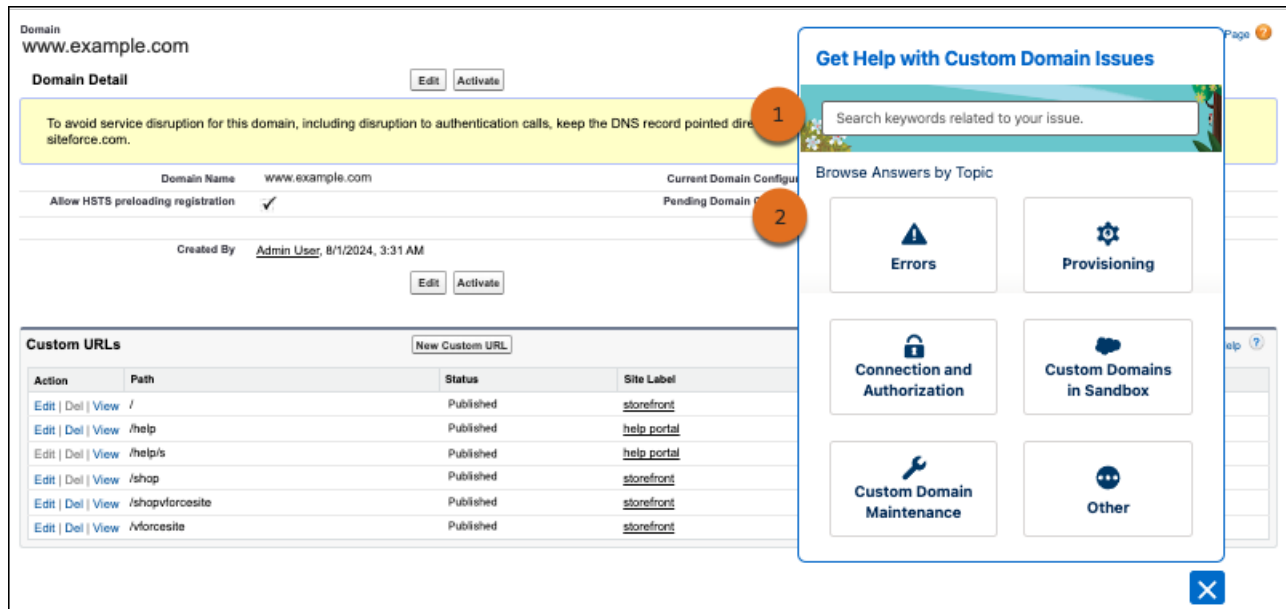 Domain
www.example.com
Page ?
Domain Detail
Edit Activate
To avoid service disruption for this domain, including disruption to authentication calls, keep the DNS record pointed
siteforce.com.
Domain Name www.example.com Current Domain
Allow HSTS preloading registration Pending Domain
Created By Admin User, 8/1/2024, 3:31 AM
Edit Activate
Custom URLs
New Custom URL
?
Action Path Status Site Label
Edit | Del | View / Published storefront
Edit | Del | View /help Published help portal
Edit | Del | View /help/s Published help portal
Edit | Del | View /shop Published storefront
Edit | Del | View /shopvforcesite Published storefront
Edit | Del | View /vforcesite Published storefront
Get Help with Custom Domain Issues
1
Search keywords related to your issue.
Browse Answers by Topic
2
Errors
Provisioning
Connection and
Authorization
Custom Domains
in Sandbox
Custom Domain
Maintenance
Other